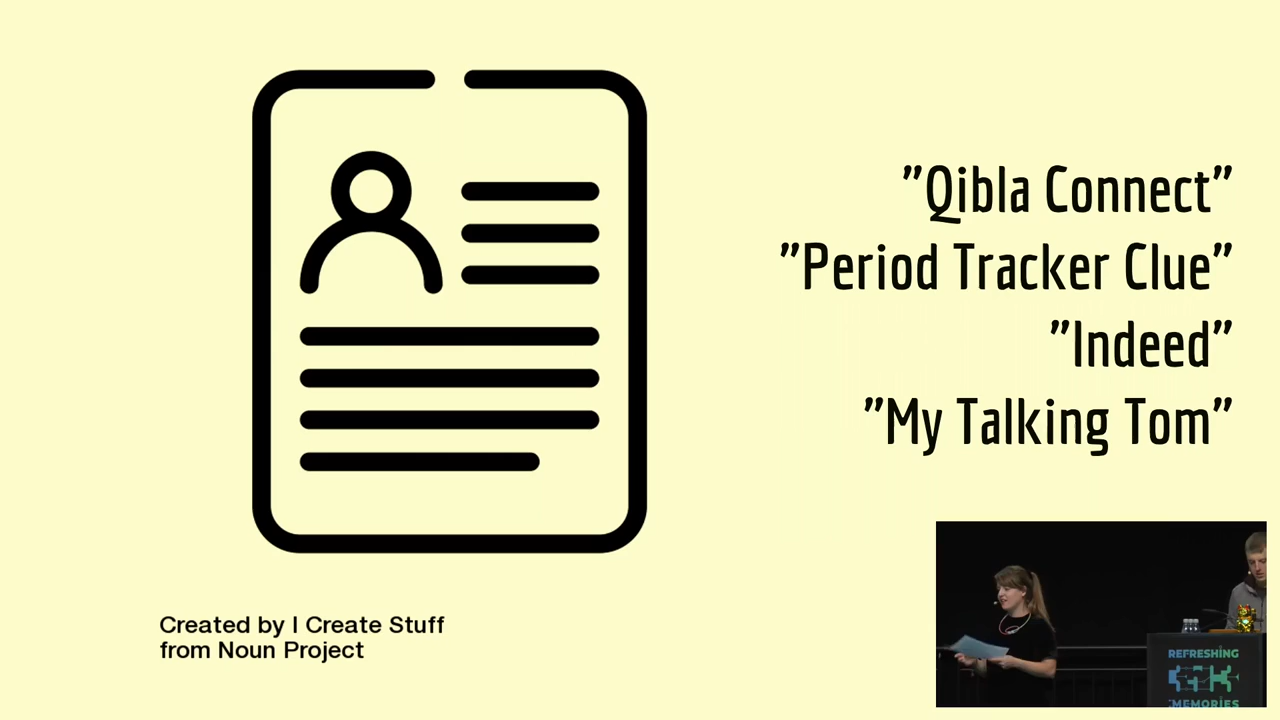 ”Qibla Connect”
”Period Tracker Clue”
”Indeed”
”My Talking Tom”
Created by I Create Stuff
from Noun Project
REFRESHING
MEMORIES